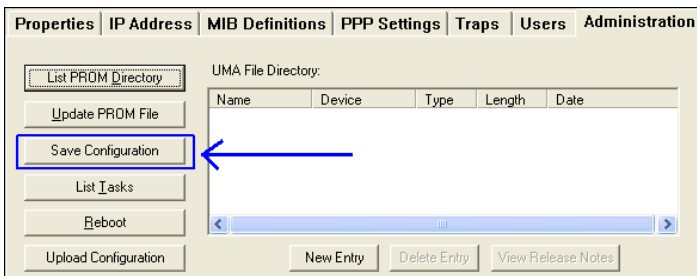 Properties IP Address MIB Definitions PPP Settings Traps Users Administration
List PROM Directory
UMA File Directory:
Name Device Type Length Date
Update PROM File
Save Configuration
List Tasks
Reboot
Upload Configuration
New Entry Delete Entry View Release Notes